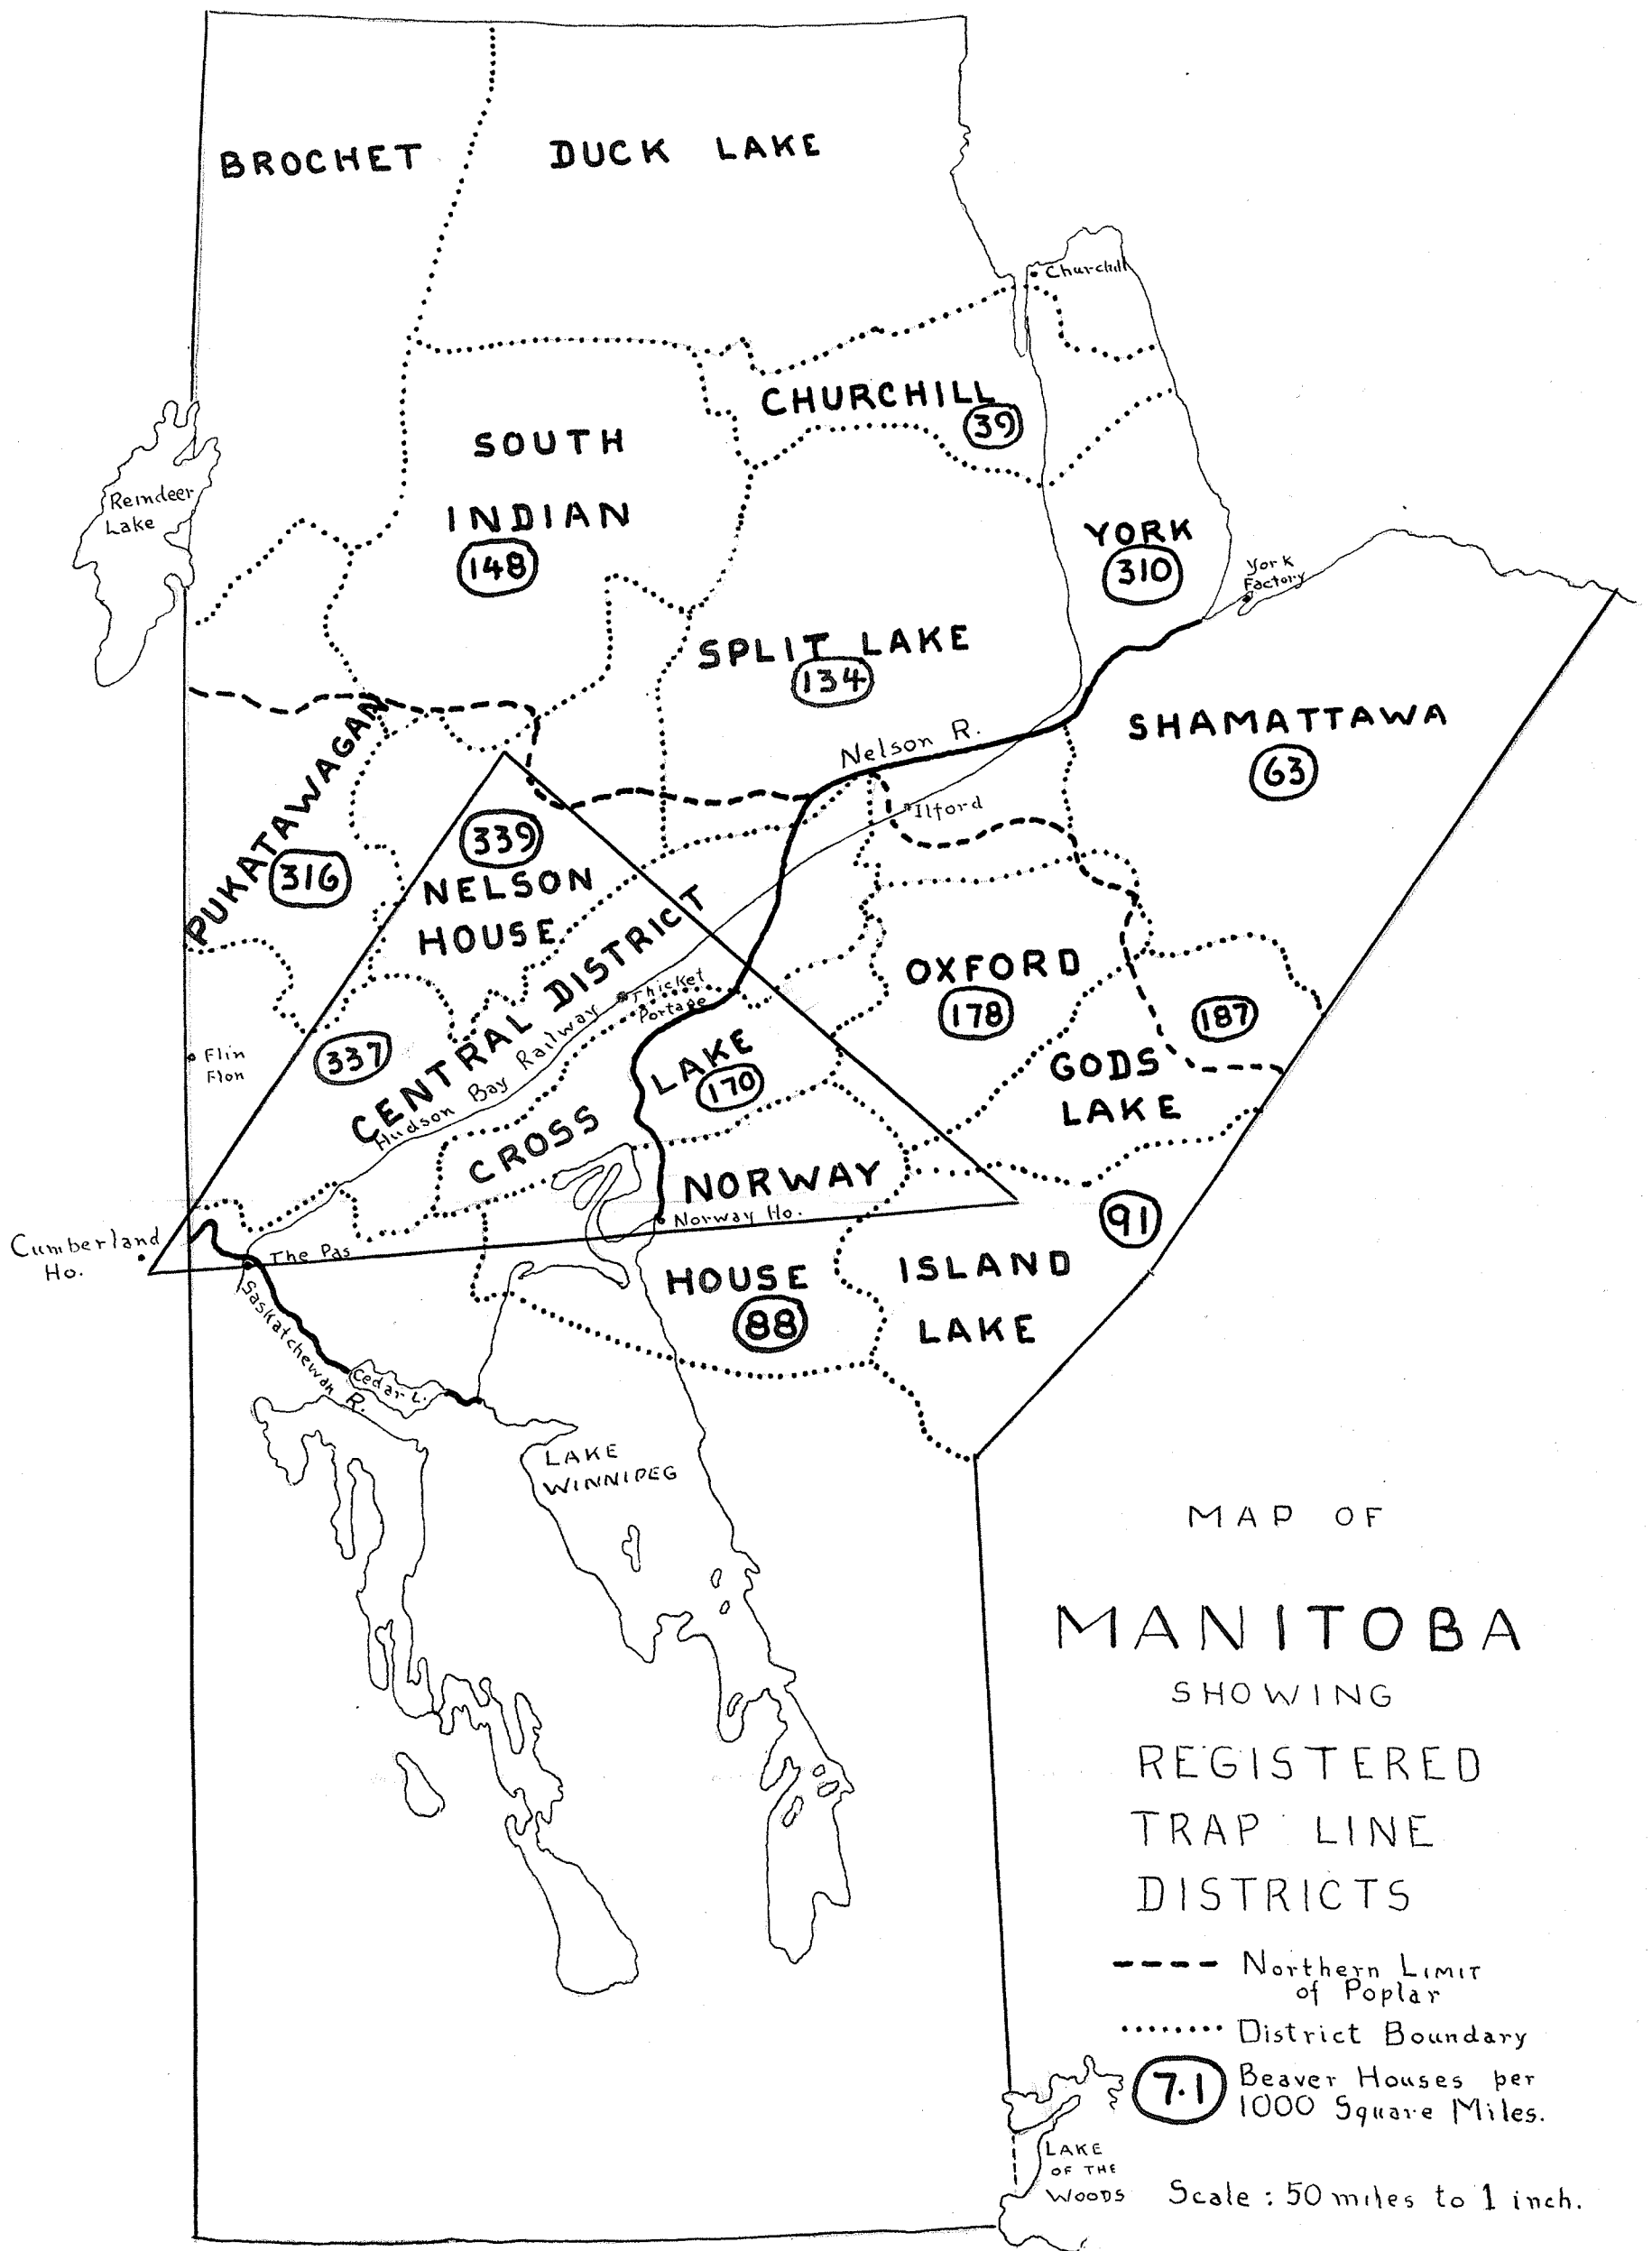 BROCHET
DUCK LAKE
Churchill
CHURCHILL
39
SOUTH
INDIAN
148
Reindeer
Lake
YORK
310
York
Factory
SPLIT LAKE
134
SHAMATTAWA
63
Nelson R.
Ilford
PUKATAWAGAN
316
339
NELSON
HOUSE
CENTRAL DISTRICT
337
Hudson Bay Railway
Thicket
Portage
Flin
Flon
OXFORD
178
187
GODS
LAKE
CROSS LAKE
170
NORWAY
HOUSE
88
Norway Ho.
91
ISLAND
LAKE
Cumberland
Ho.
The Pas
Saskatchewan R.
Cedar L.
LAKE
WINNIPEG
MAP OF
MANITOBA
SHOWING
REGISTERED
TRAP LINE
DISTRICTS
Northern LIMIT
of Poplar
District Boundary
7.1
Beaver Houses per
1000 Square Miles.
LAKE
OF THE
WOODS
Scale : 50 miles to 1 inch.